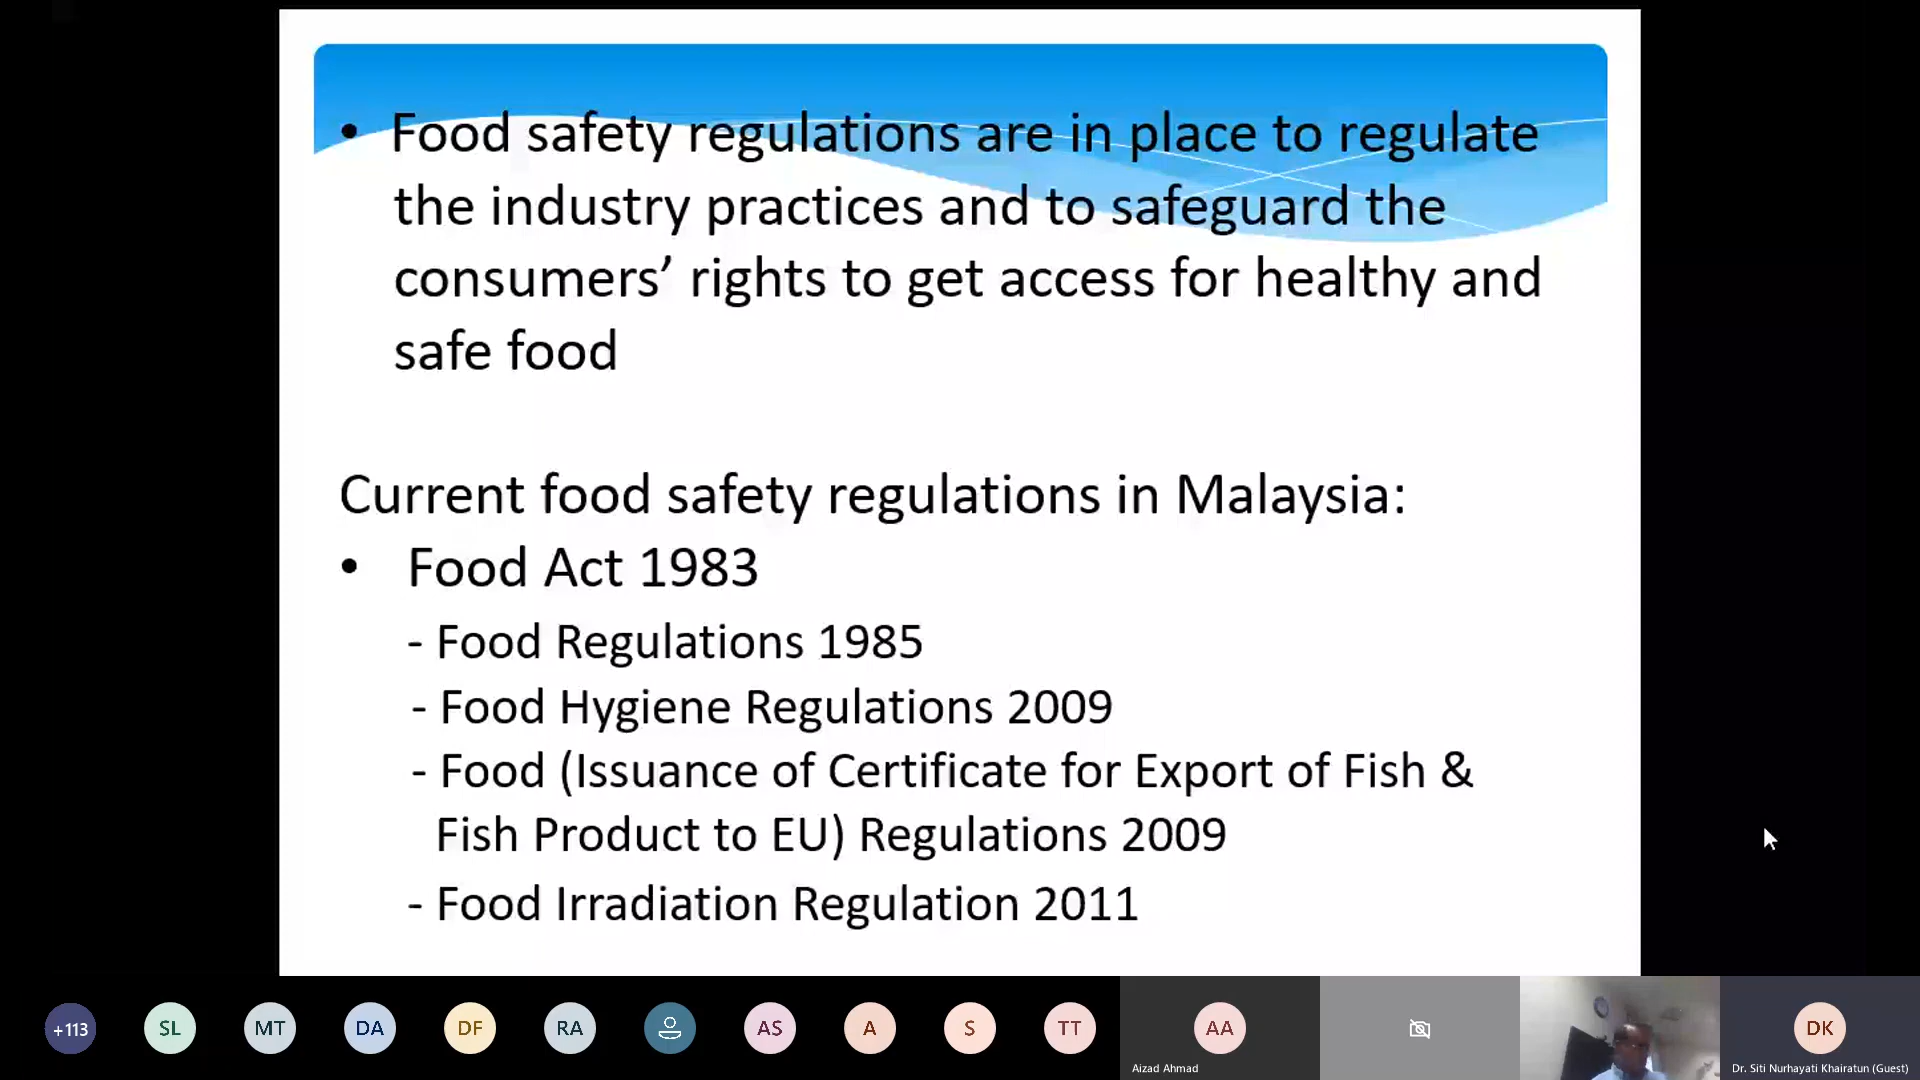 • Food safety regulations are in place to regulate
the industry practices and to safeguard the
consumers’ rights to get access for healthy and
safe food
Current food safety regulations in Malaysia:
• Food Act 1983
- Food Regulations 1985
- Food Hygiene Regulations 2009
- Food (Issuance of Certificate for Export of Fish &
Fish Product to EU) Regulations 2009
- Food Irradiation Regulation 2011
+113 SL MT DA DF RA AS A S TT AA DK
Aizad Ahmad Dr. Siti Nurhayati Khairatun (Guest)